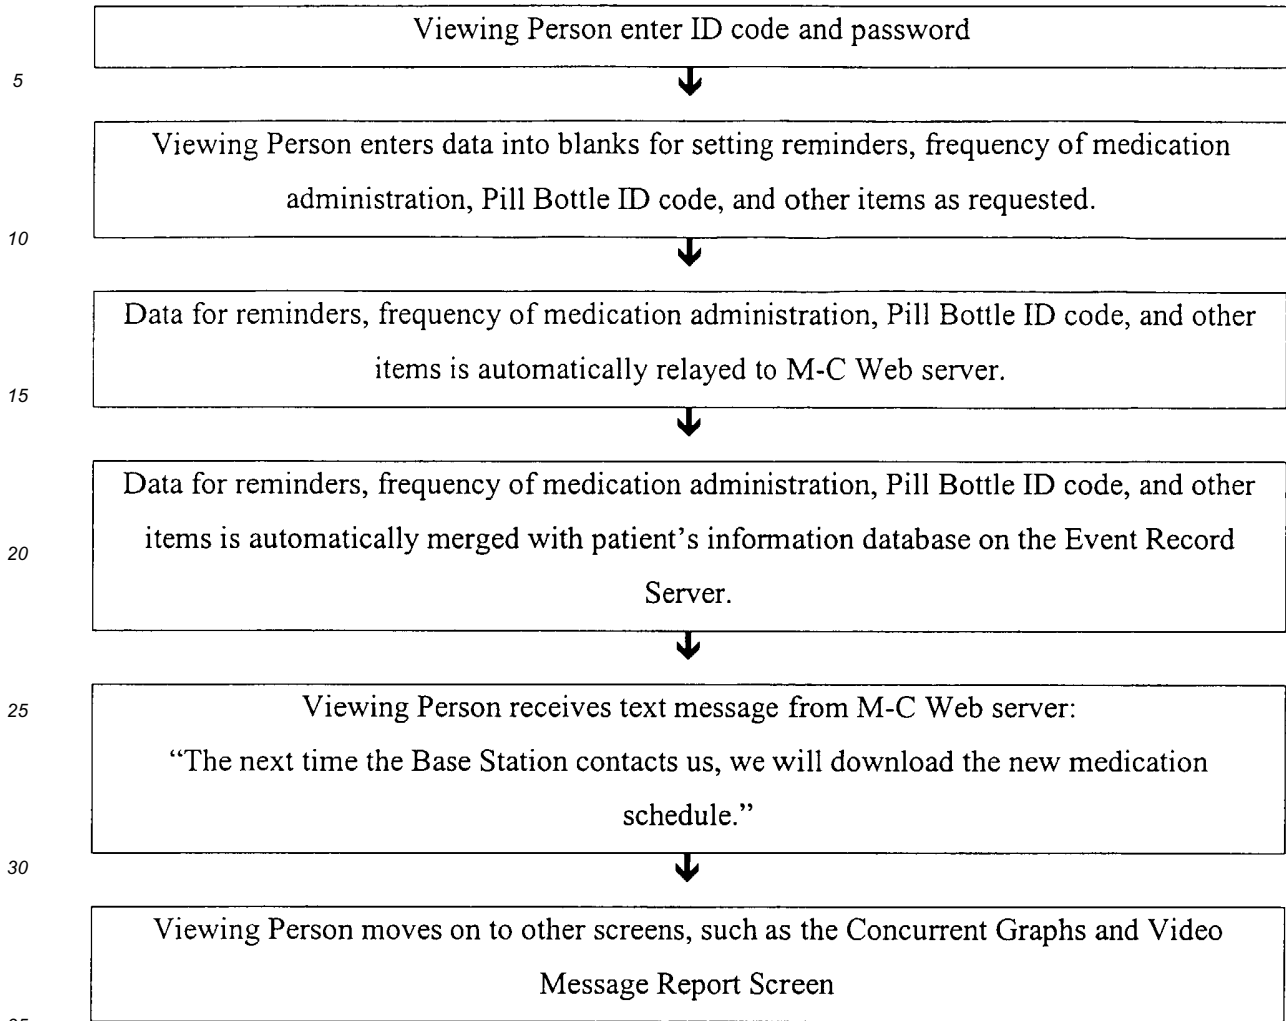 Viewing Person enter ID code and password
5
Viewing Person enters data into blanks for setting reminders, frequency of medication
administration, Pill Bottle ID code, and other items as requested.
10
Data for reminders, frequency of medication administration, Pill Bottle ID code, and other
items is automatically relayed to M-C Web server.
15
Data for reminders, frequency of medication administration, Pill Bottle ID code, and other
items is automatically merged with patient's information database on the Event Record
20
Server.
Viewing Person receives text message from M-C Web server:
25
“The next time the Base Station contacts us, we will download the new medication
schedule.”
30
Viewing Person moves on to other screens, such as the Concurrent Graphs and Video
Message Report Screen